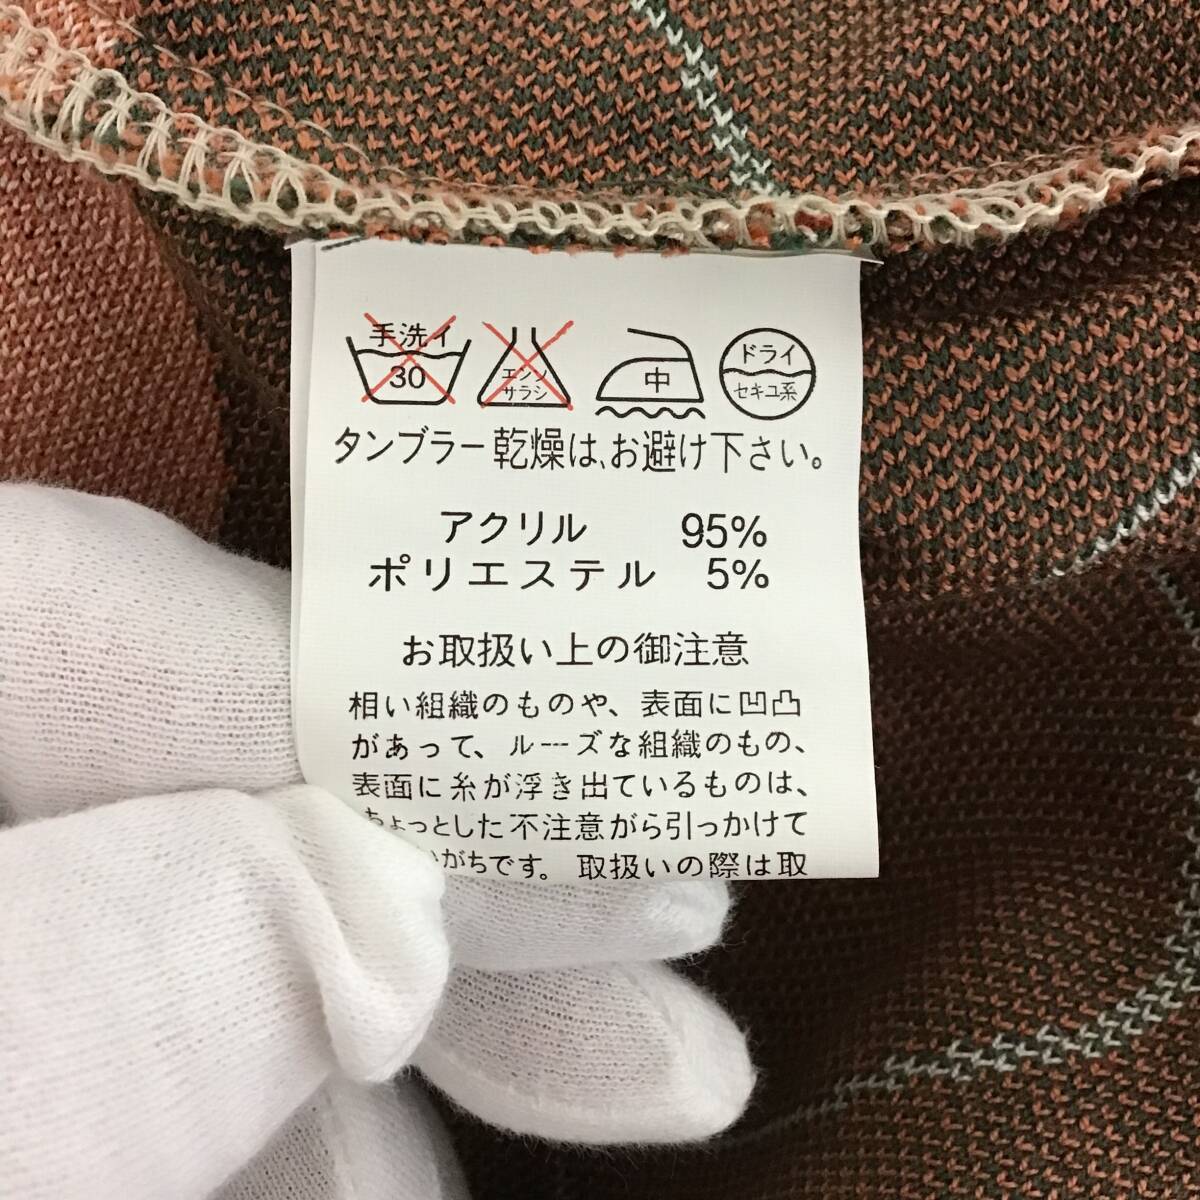 手洗イ
30
エンソ
サラシ
中
ドライ
セキユ系
タンブラー乾燥は、お避け下さい。
アクリル 95%
ポリエステル 5%
お取扱い上の御注意
相い組織のものや、表面に凹凸
があって、ルーズな組織のもの、
表面に糸が浮き出ているものは、
ちょっとした不注意がら引っかけて
がちです。取扱いの際は取